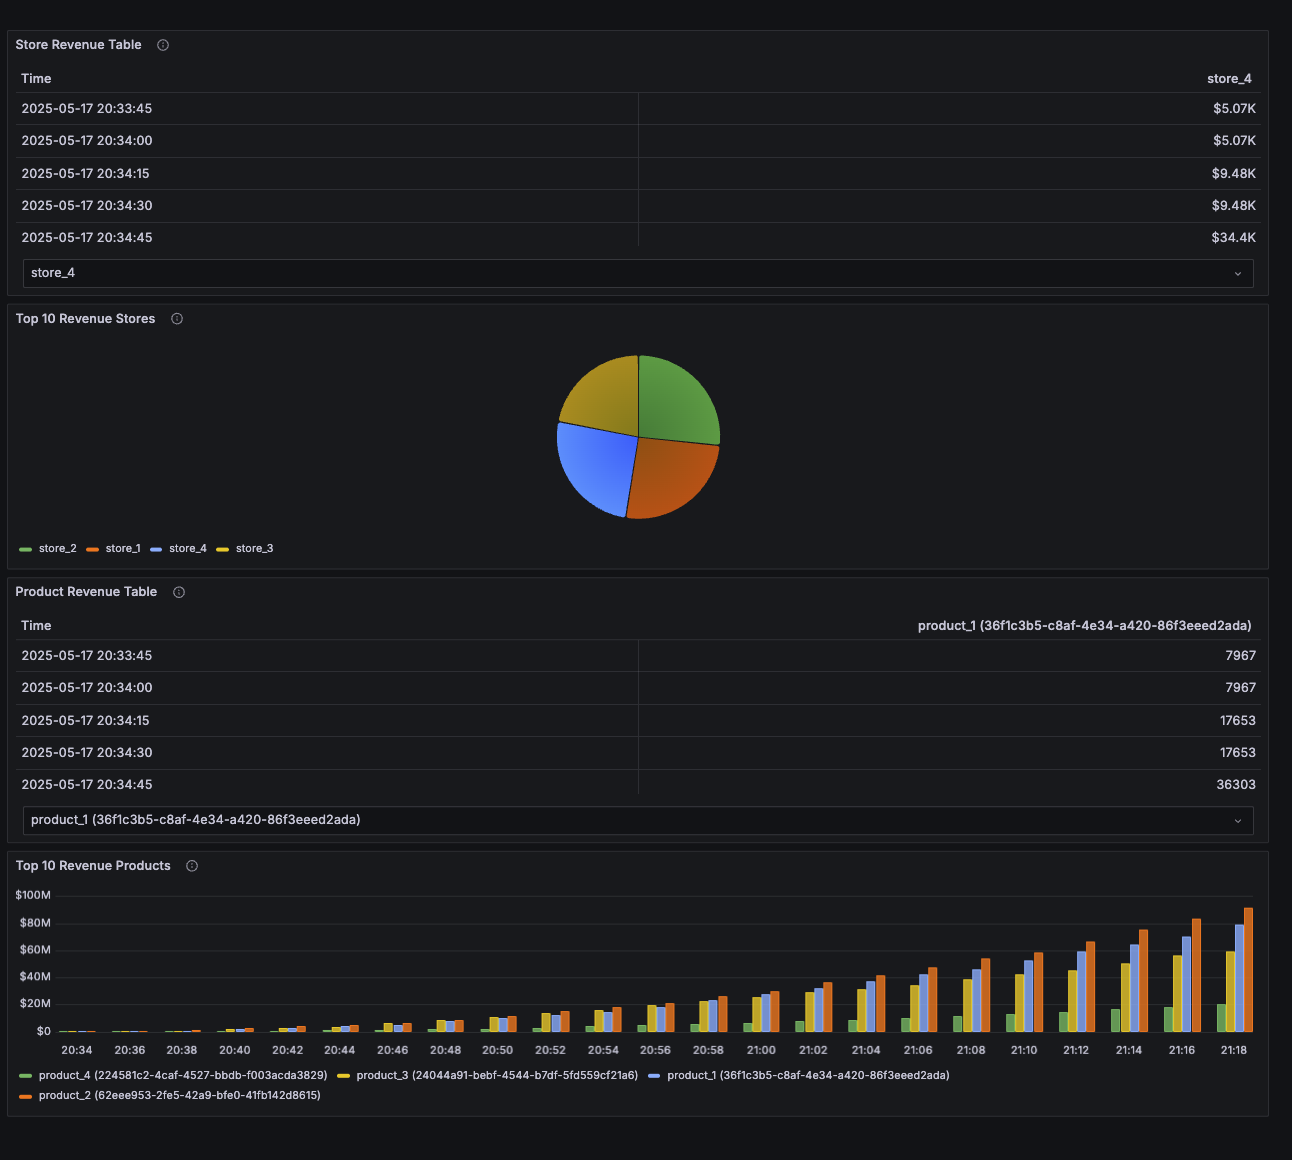 Store Revenue Table
Time store_4
2025-05-17 20:33:45 $5.07K
2025-05-17 20:34:00 $5.07K
2025-05-17 20:34:15 $9.48K
2025-05-17 20:34:30 $9.48K
2025-05-17 20:34:45 $34.4K
store_4
Top 10 Revenue Stores
store_2 store_1 store_4 store_3
Product Revenue Table
Time product_1 (36f1c3b5-c8af-4e34-a420-86f3eeed2ada)
2025-05-17 20:33:45 7967
2025-05-17 20:34:00 7967
2025-05-17 20:34:15 17653
2025-05-17 20:34:30 17653
2025-05-17 20:34:45 36303
product_1 (36f1c3b5-c8af-4e34-a420-86f3eeed2ada)
Top 10 Revenue Products
$100M
$80M
$60M
$40M
$20M
$0
20:34 20:36 20:38 20:40 20:42 20:44 20:46 20:48 20:50 20:52 20:54 20:56 20:58 21:00 21:02 21:04 21:06 21:08 21:10 21:12 21:14 21:16 21:18
product_4 (224581c2-4caf-4527-bbdb-f003acda3829) product_3 (24044a91-bebf-4544-b7df-5fd559cf21a6) product_1 (36f1c3b5-c8af-4e34-a420-86f3eeed2ada)
product_2 (62eee953-2fe5-42a9-bfe0-41fb142d8615)